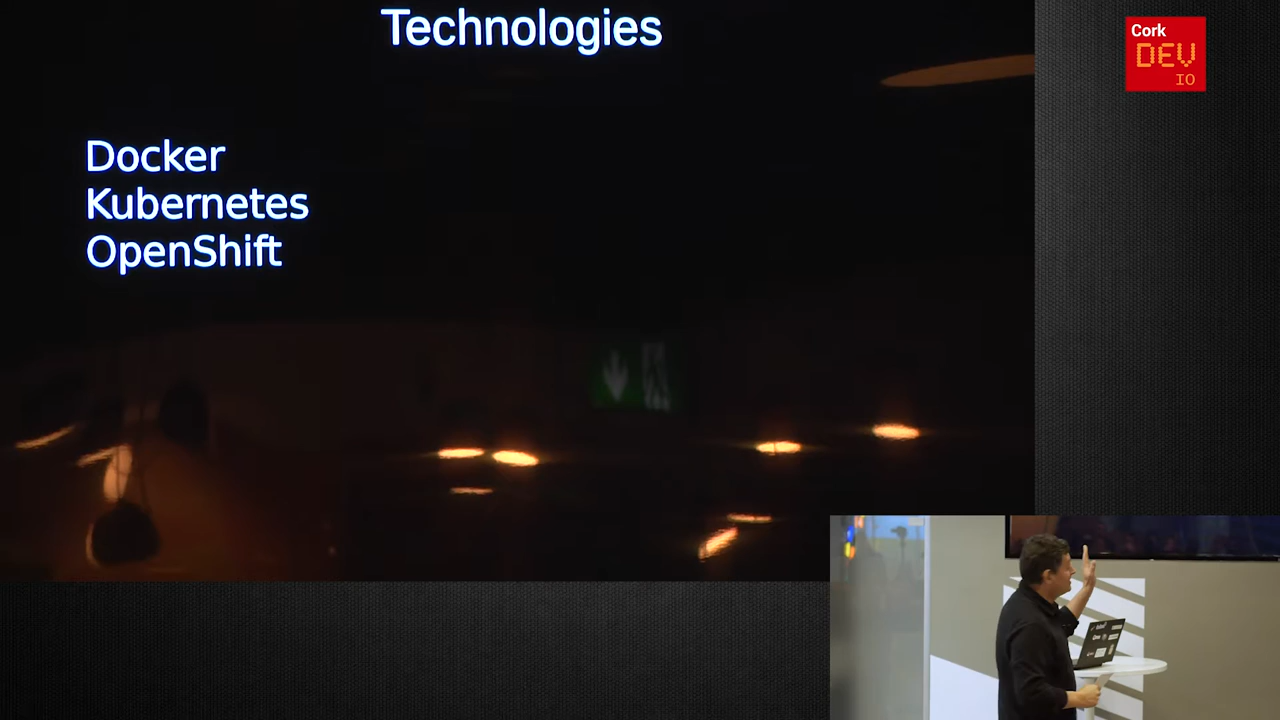 Technologies
Cork
DEV
IO
Docker
Kubernetes
OpenShift